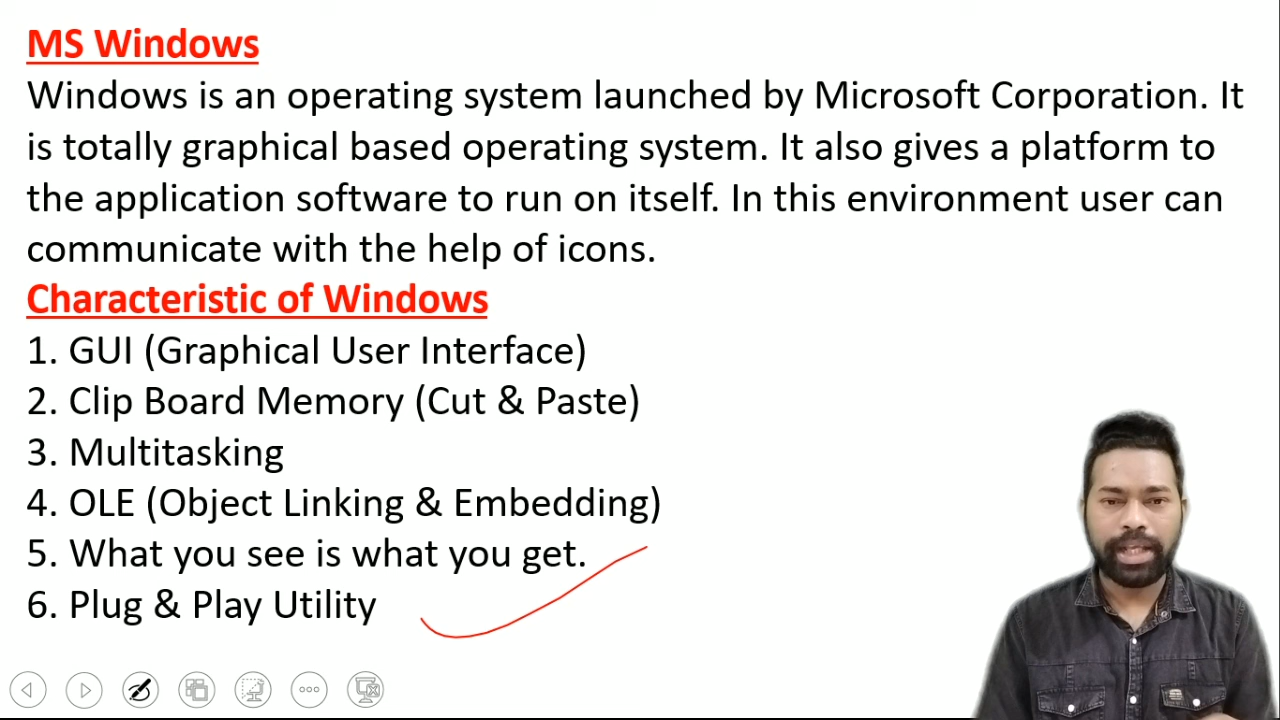 MS Windows
Windows is an operating system launched by Microsoft Corporation. It
is totally graphical based operating system. It also gives a platform to
the application software to run on itself. In this environment user can
communicate with the help of icons.
Characteristic of Windows
1. GUI (Graphical User Interface)
2. Clip Board Memory (Cut & Paste)
3. Multitasking
4. OLE (Object Linking & Embedding)
5. What you see is what you get.
6. Plug & Play Utility